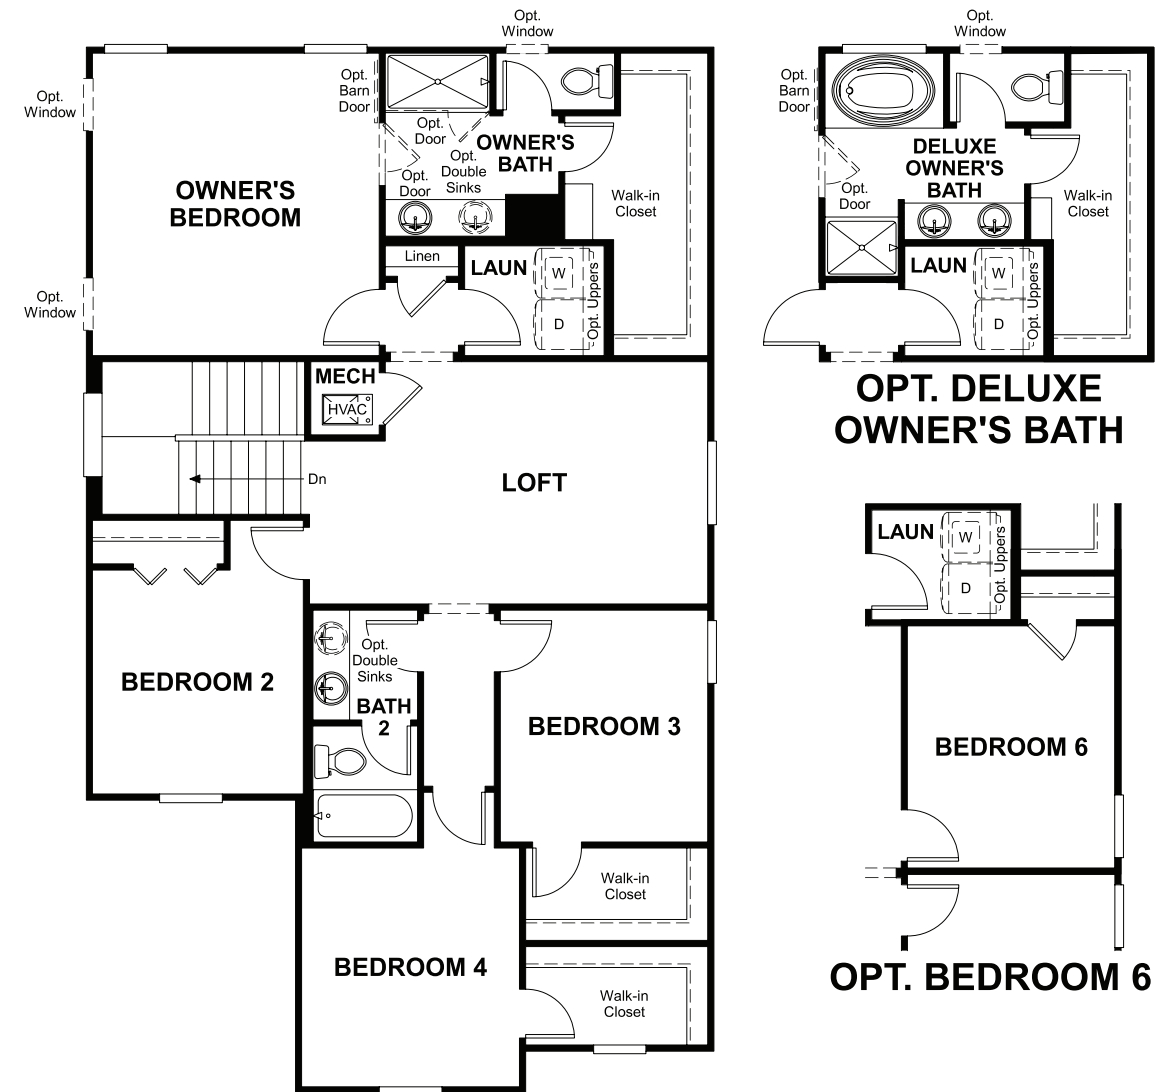 Opt.
Window
Opt.
Window
Opt.
Window
OWNER'S
BEDROOM
Opt.
Barn
Door
Opt.
Door
OWNER'S
BATH
Opt.
Double
Sinks
Opt.
Door
Walk-in
Closet
Linen
LAUN
W
D
Opt. Uppers
MECH
HVAC
Dn
LOFT
BEDROOM 2
Opt.
Double
Sinks
BATH
2
BEDROOM 3
Walk-in
Closet
BEDROOM 4
Walk-in
Closet
Opt.
Window
Opt.
Barn
Door
DELUXE
OWNER'S
BATH
Opt.
Door
Walk-in
Closet
LAUN
W
D
Opt. Uppers
OPT. DELUXE
OWNER'S BATH
LAUN
W
D
Opt. Uppers
BEDROOM 6
OPT. BEDROOM 6